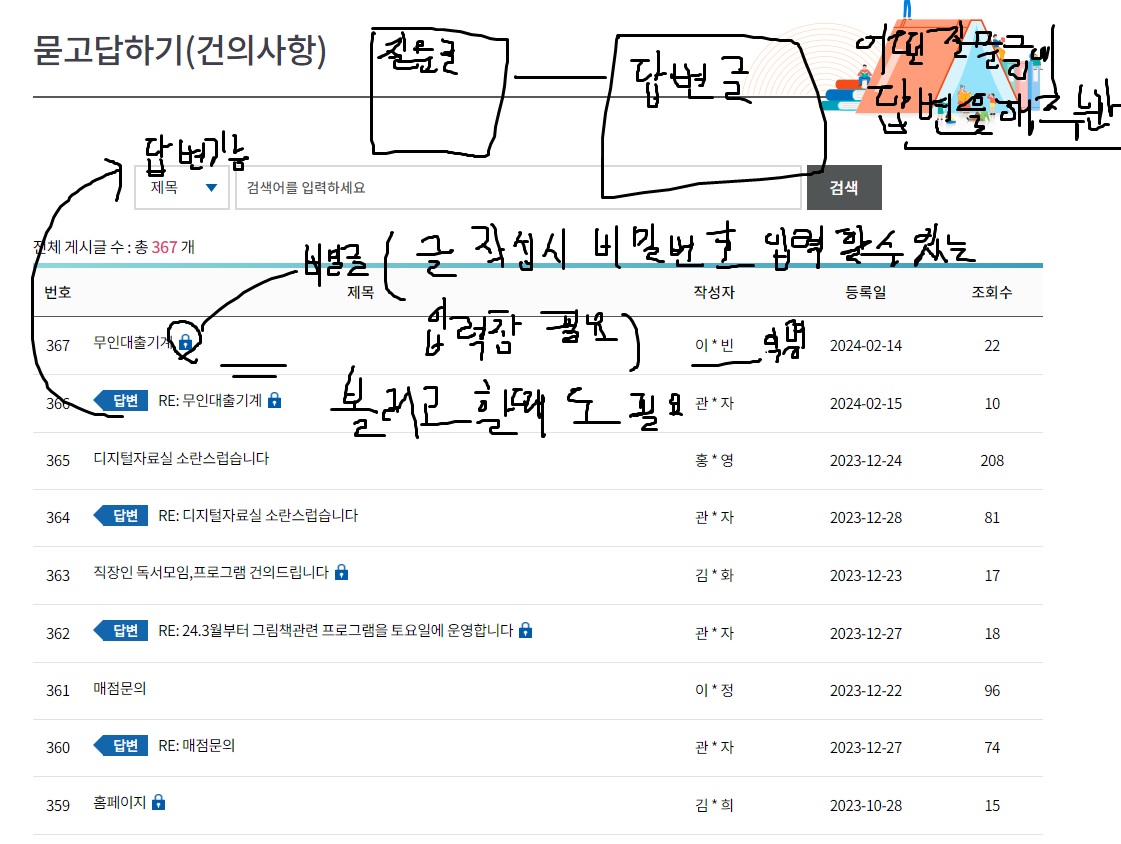 묻고답하기(건의사항)
질문글
답변글
어떤 질문글에
답변을 해주
답변기능
제목
검색어를 입력하세요
검색
전체 게시글 수 : 총 367 개
비밀글 ( 글 작성시 비밀번호 입력 할수있는
번호 제목 작성자 등록일 조회수
입력창 필요)
367 무인대출기계 이 * 빈 익명 2024-02-14 22
366 답변 RE: 무인대출기계 관 * 자 2024-02-15 10
볼려고 할때도 필요
365 디지털자료실 소란스럽습니다 홍 * 영 2023-12-24 208
364 답변 RE: 디지털자료실 소란스럽습니다 관 * 자 2023-12-28 81
363 직장인 독서모임,프로그램 건의드립니다 김 * 화 2023-12-23 17
362 답변 RE: 24.3월부터 그림책관련 프로그램을 토요일에 운영합니다 관 * 자 2023-12-27 18
361 매점문의 이 * 정 2023-12-22 96
360 답변 RE: 매점문의 관 * 자 2023-12-27 74
359 홈페이지 김 * 희 2023-10-28 15